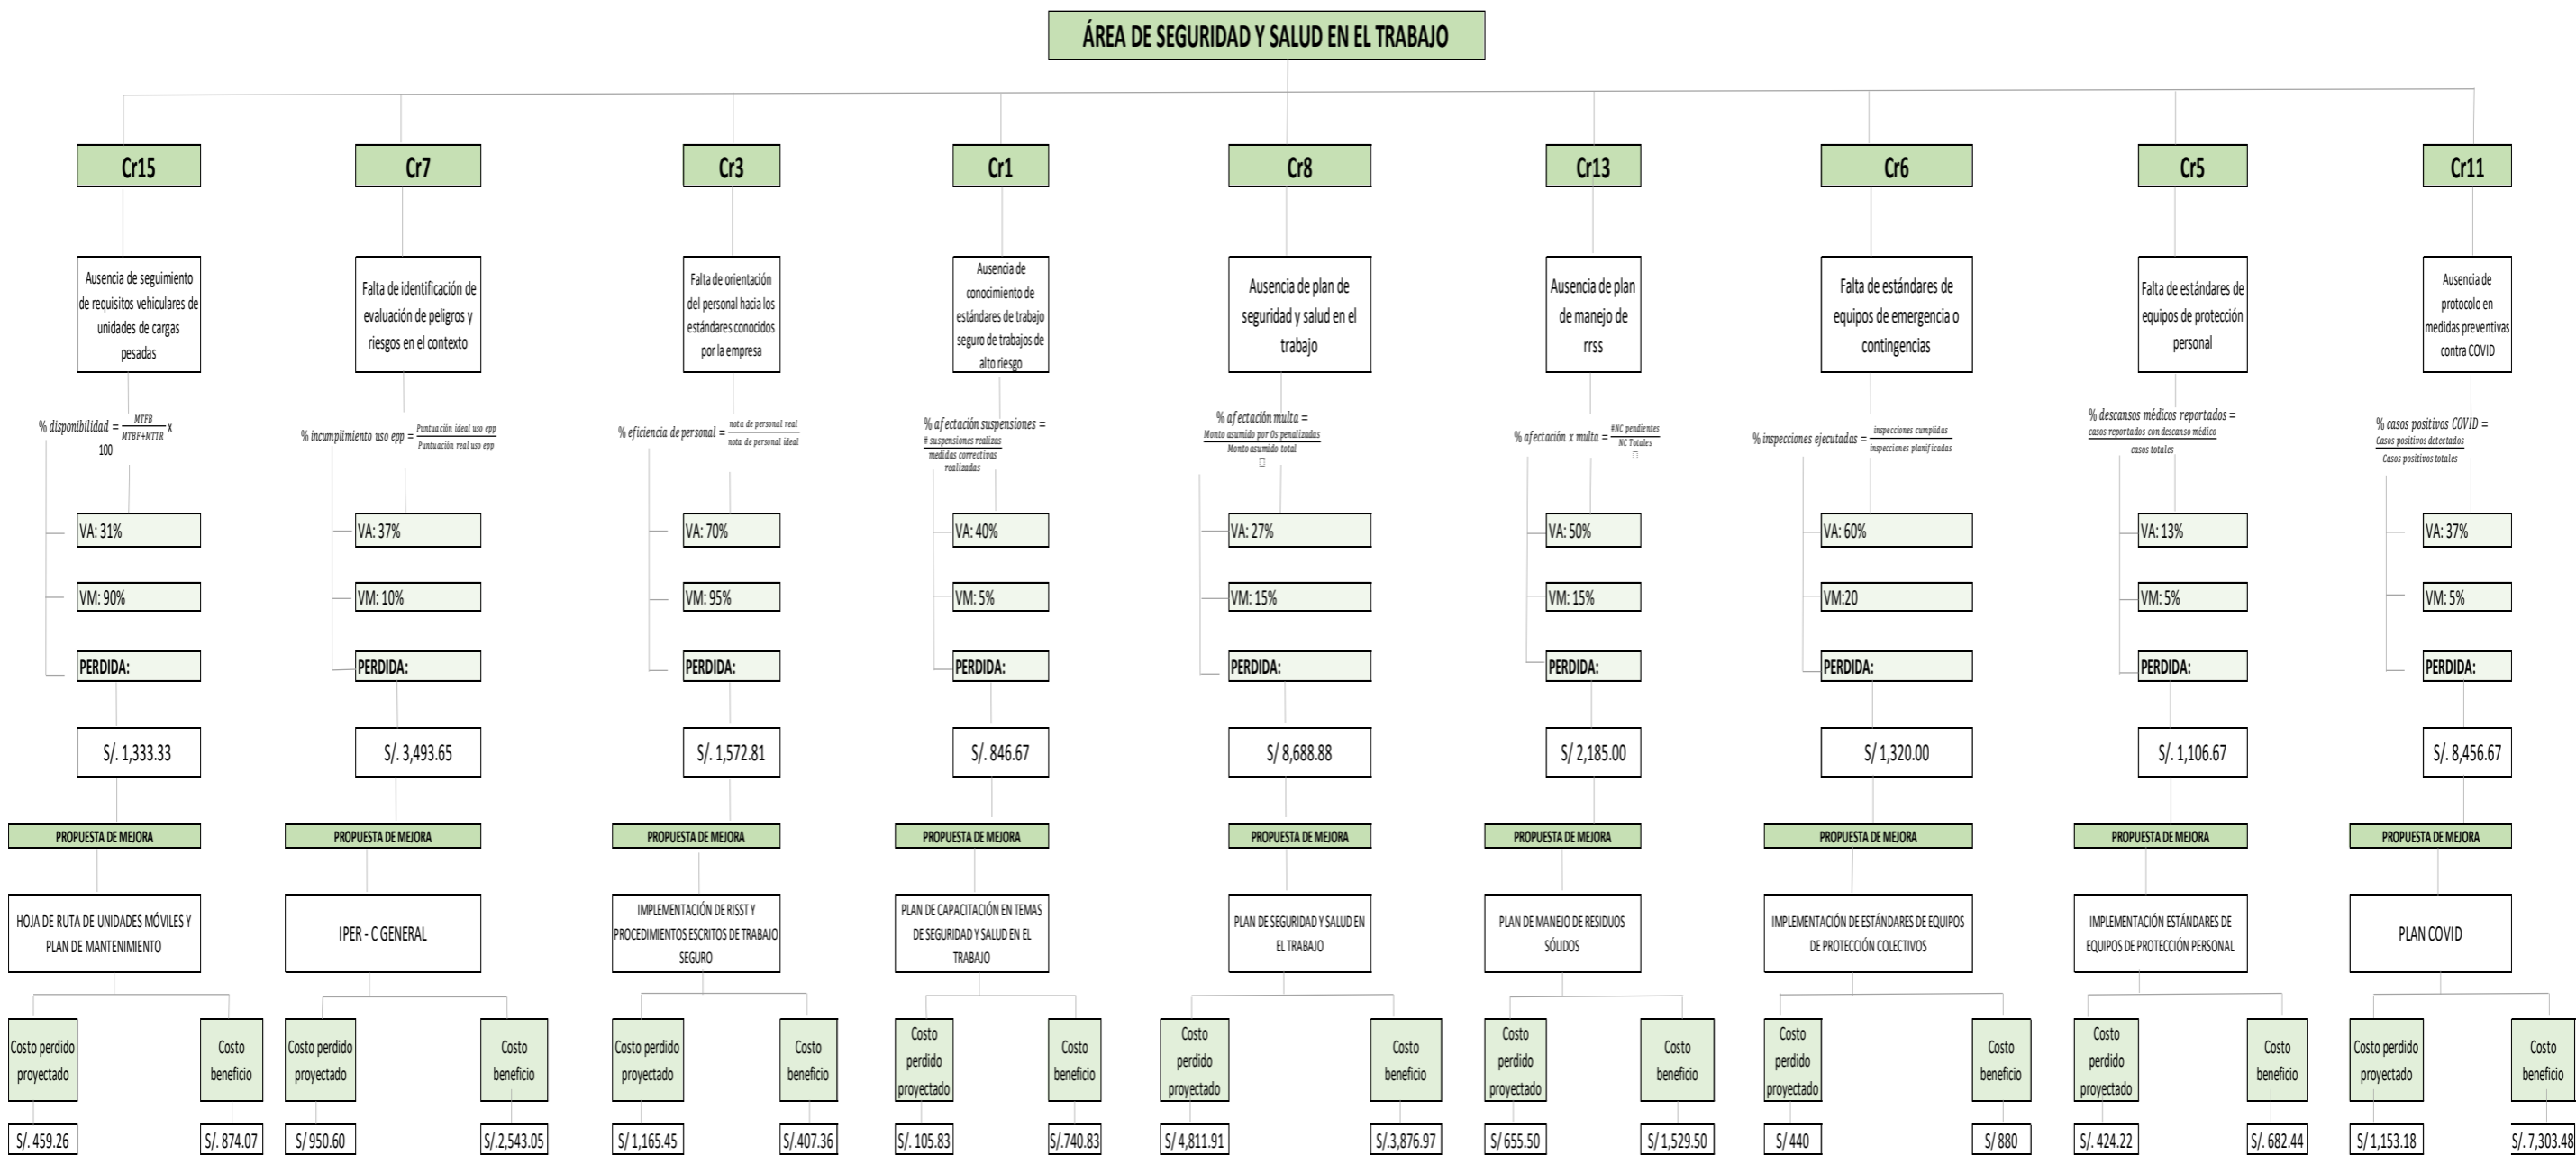 ÁREA DE SEGURIDAD Y SALUD EN EL TRABAJO
Cr15
Cr7
Cr3
Cr1
Cr8
Cr13
Cr6
Cr5
Cr11
Ausencia de seguimiento
de requisitos vehiculares de
unidades de cargas
pesadas
Falta de identificación de
evaluación de peligros y
riesgos en el contexto
Falta de orientación
del personal hacia los
estándares conocidos
por la empresa
Ausencia de
conocimiento de
estándares de trabajo
seguro de trabajos de
alto riesgo
Ausencia de plan de
seguridad y salud en el
trabajo
Ausencia de plan
de manejo de
rrss
Falta de estándares de
equipos de emergencia o
contingencias
Falta de estándares de
equipos de protección
personal
Ausencia de
protocolo en
medidas preventivas
contra COVID
% disponibilidad = MTFB / MTBF+MTTR x
100
% incumplimiento uso epp = Puntuación ideal uso epp / Puntuación real uso epp
% eficiencia de personal = nota de personal real / nota de personal ideal
% afectación suspensiones =
# suspensiones realizas
medidas correctivas
realizadas
% afectación multa =
Monto asumido por Os penalizadas
Monto asumido total
□
% afectación x multa = #NC pendientes / NC Totales
□
% inspecciones ejecutadas = inspecciones cumplidas / inspecciones planificadas
% descansos médicos reportados =
casos reportados con descanso médico
casos totales
% casos positivos COVID =
Casos positivos detectados
Casos positivos totales
VA: 31%
VA: 37%
VA: 70%
VA: 40%
VA: 27%
VA: 50%
VA: 60%
VA: 13%
VA: 37%
VM: 90%
VM: 10%
VM: 95%
VM: 5%
VM: 15%
VM: 15%
VM:20
VM: 5%
VM: 5%
PERDIDA:
PERDIDA:
PERDIDA:
PERDIDA:
PERDIDA:
PERDIDA:
PERDIDA:
PERDIDA:
PERDIDA:
S/. 1,333.33
S/. 3,493.65
S/. 1,572.81
S/. 846.67
S/ 8,688.88
S/ 2,185.00
S/ 1,320.00
S/. 1,106.67
S/. 8,456.67
PROPUESTA DE MEJORA
PROPUESTA DE MEJORA
PROPUESTA DE MEJORA
PROPUESTA DE MEJORA
PROPUESTA DE MEJORA
PROPUESTA DE MEJORA
PROPUESTA DE MEJORA
PROPUESTA DE MEJORA
PROPUESTA DE MEJORA
HOJA DE RUTA DE UNIDADES MÓVILES Y
PLAN DE MANTENIMIENTO
IPER - C GENERAL
IMPLEMENTACIÓN DE RISST Y
PROCEDIMIENTOS ESCRITOS DE TRABAJO
SEGURO
PLAN DE CAPACITACIÓN EN TEMAS
DE SEGURIDAD Y SALUD EN EL
TRABAJO
PLAN DE SEGURIDAD Y SALUD EN
EL TRABAJO
PLAN DE MANEJO DE RESIDUOS
SÓLIDOS
IMPLEMENTACIÓN DE ESTÁNDARES DE EQUIPOS
DE PROTECCIÓN COLECTIVOS
IMPLEMENTACIÓN ESTÁNDARES DE
EQUIPOS DE PROTECCIÓN PERSONAL
PLAN COVID
Costo perdido
proyectado
Costo
beneficio
Costo perdido
proyectado
Costo
beneficio
Costo perdido
proyectado
Costo
beneficio
Costo
perdido
proyectado
Costo
beneficio
Costo
perdido
proyectado
Costo
beneficio
Costo
perdido
proyectado
Costo
beneficio
Costo
perdido
proyectado
Costo
beneficio
Costo
perdido
proyectado
Costo
beneficio
Costo perdido
proyectado
Costo
beneficio
S/. 459.26
S/. 874.07
S/ 950.60
S/.2,543.05
S/ 1,165.45
S/.407.36
S/. 105.83
S/.740.83
S/ 4,811.91
S/.3,876.97
S/ 655.50
S/ 1,529.50
S/ 440
S/ 880
S/. 424.22
S/. 682.44
S/ 1,153.18
S/. 7,303.48